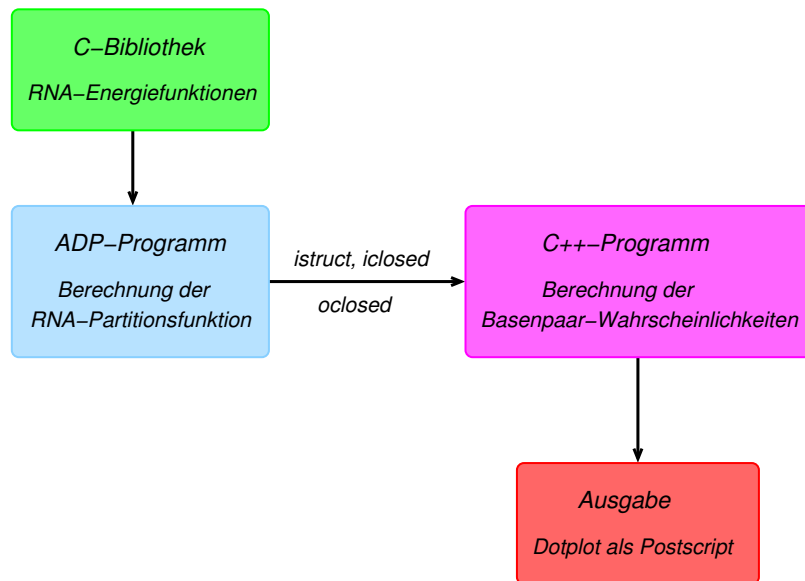 C−Bibliothek
RNA−Energiefunktionen
ADP−Programm
Berechnung der
RNA−Partitionsfunktion
istruct, iclosed
oclosed
C++−Programm
Berechnung der
Basenpaar−Wahrscheinlichkeiten
Ausgabe
Dotplot als Postscript